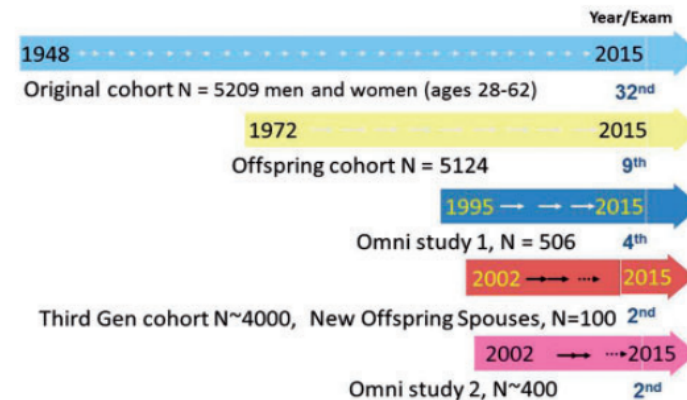 Year/Exam
1948 2015
Original cohort N = 5209 men and women (ages 28-62) 32nd
1972 2015
Offspring cohort N = 5124 9th
1995 2015
Omni study 1, N = 506 4th
2002 2015
Third Gen cohort N~4000, New Offspring Spouses, N=100 2nd
2002 2015
Omni study 2, N~400 2nd